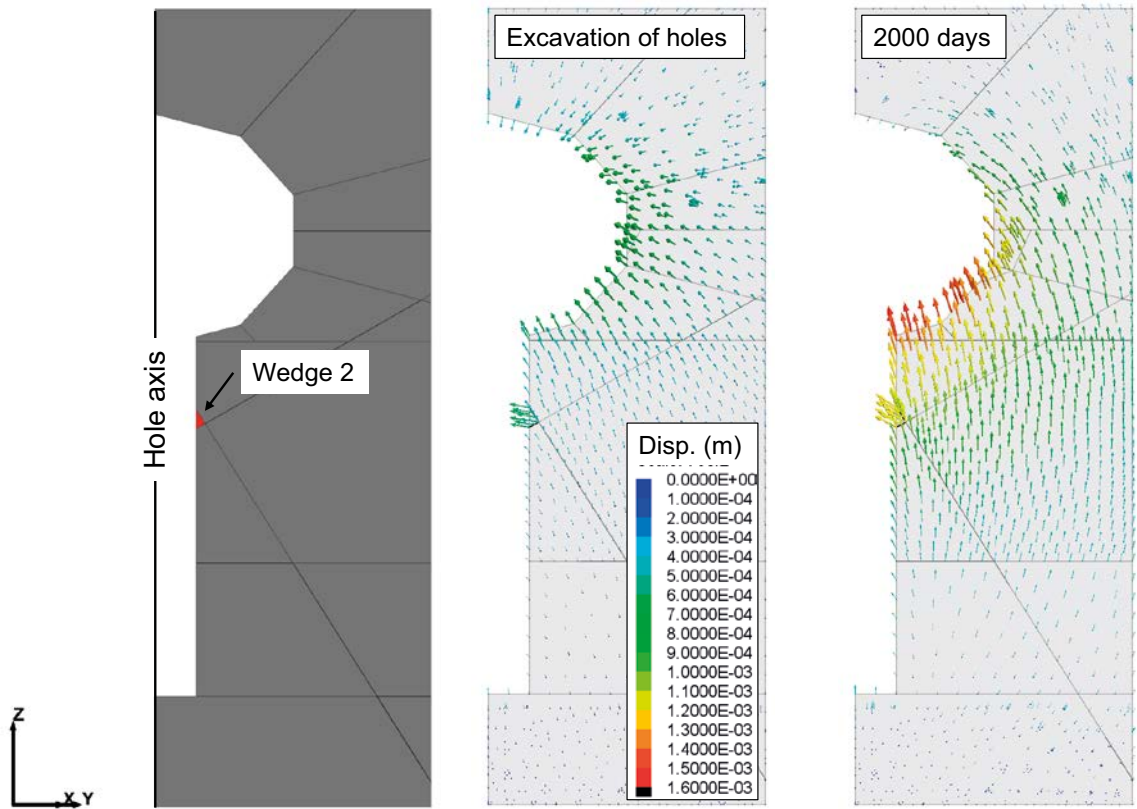 Excavation of holes
2000 days
Hole axis
Wedge 2
Disp. (m)
0.0000E+00
1.0000E-04
2.0000E-04
3.0000E-04
4.0000E-04
5.0000E-04
6.0000E-04
7.0000E-04
8.0000E-04
9.0000E-04
1.0000E-03
1.1000E-03
1.2000E-03
1.3000E-03
1.4000E-03
1.5000E-03
1.6000E-03
Z
X Y